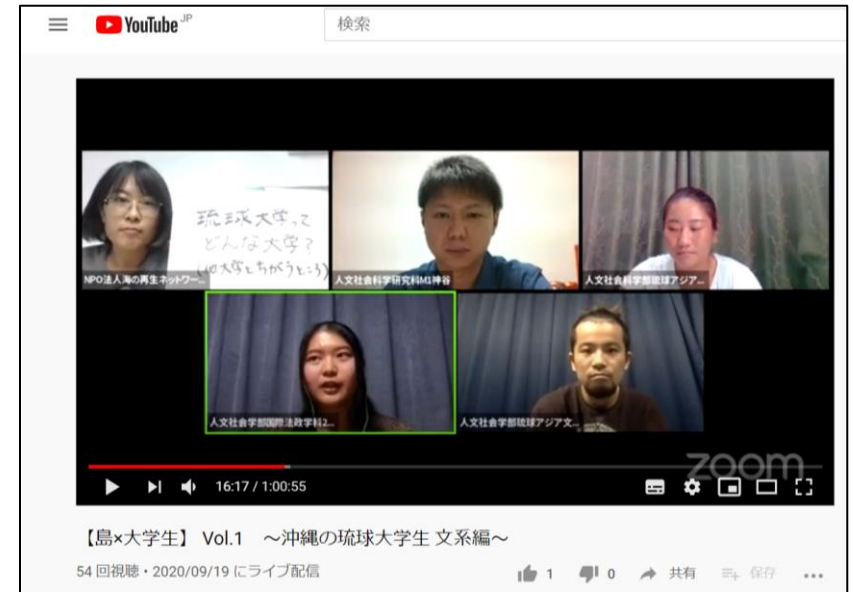 YouTube JP
検索
琉球大学って
どんな大学？
(他大学とちがうところ)
NPO法人海の再生ネットワー...
人文社会科学研究科M1神谷
人文社会科学部琉球アジア...
人文社会学部国際法政学科2...
人文社会学部琉球アジア文...
zoom
16:17 / 1:00:55
【島×大学生】 Vol.1 ～沖縄の琉球大学生 文系編～
54 回視聴・2020/09/19 にライブ配信
1
0
共有
保存